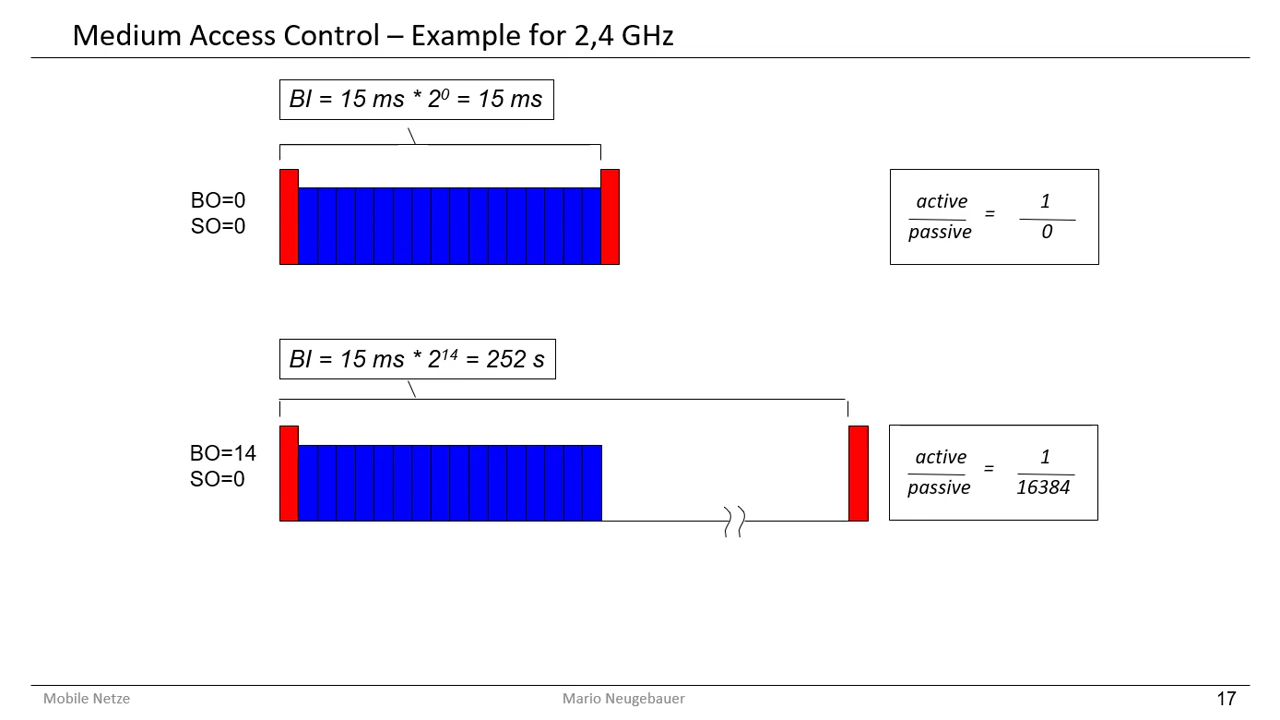 Medium Access Control – Example for 2,4 GHz
BI = 15 ms * 2⁰ = 15 ms
BO=0
SO=0
active
passive
=
1
0
BI = 15 ms * 2¹⁴ = 252 s
BO=14
SO=0
active
passive
=
1
16384
Mobile Netze
Mario Neugebauer
17